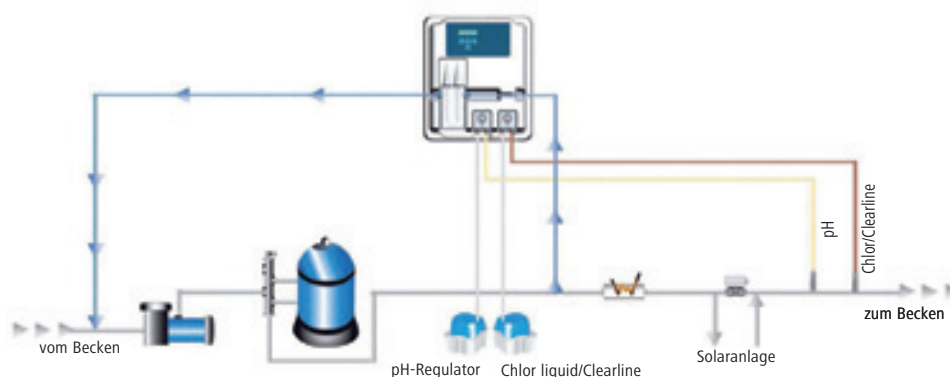 pH
Chlor/Clearline
zum Becken
vom Becken
Solaranlage
pH-Regulator
Chlor liquid/Clearline